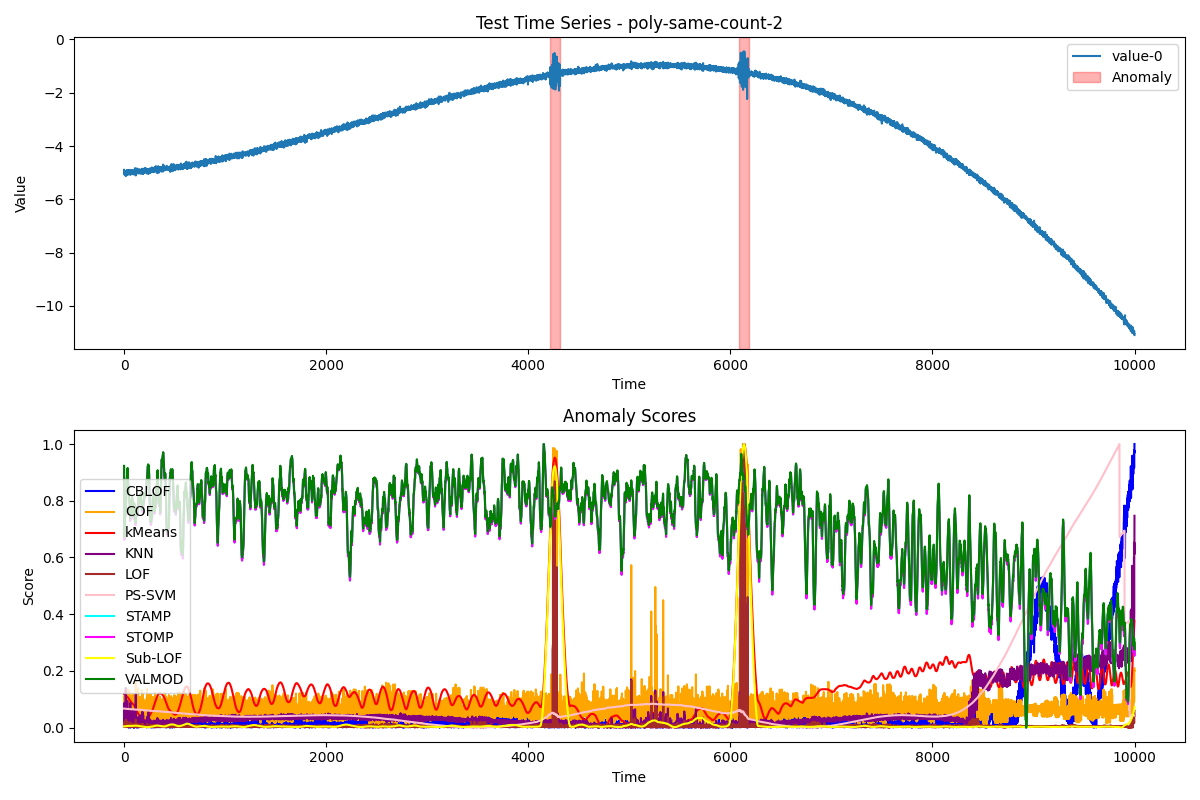 Test Time Series - poly-same-count-2
0
−2
−4
−6
−8
−10
Value
value-0
Anomaly
0
2000
4000
6000
8000
10000
Time
Anomaly Scores
1.0
0.8
0.6
0.4
0.2
0.0
Score
CBLOF
COF
kMeans
KNN
LOF
PS-SVM
STAMP
STOMP
Sub-LOF
VALMOD
0
2000
4000
6000
8000
10000
Time